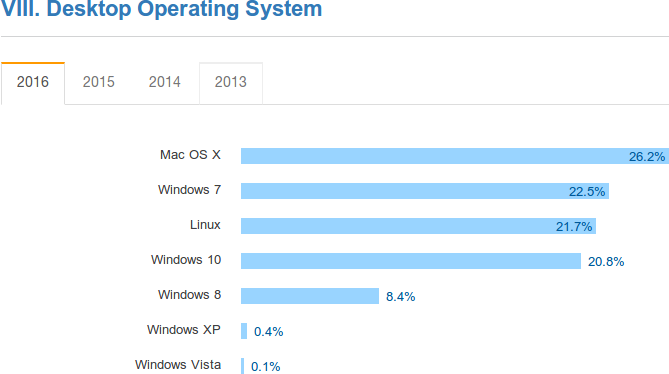 VIII. Desktop Operating System
2016 2015 2014 2013
Mac OS X 26.2%
Windows 7 22.5%
Linux 21.7%
Windows 10 20.8%
Windows 8 8.4%
Windows XP 0.4%
Windows Vista 0.1%